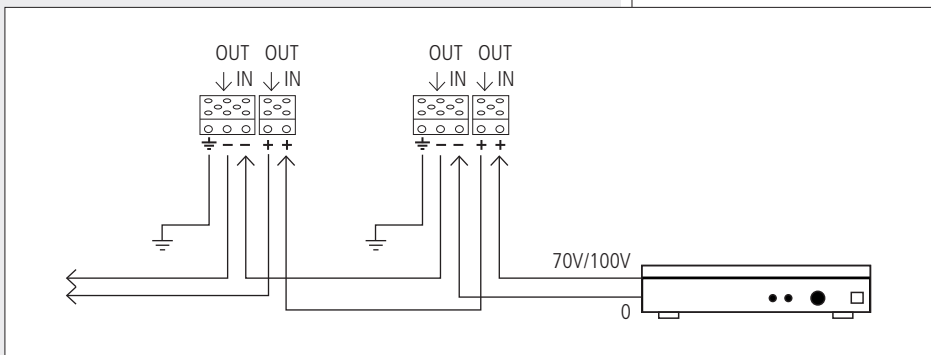 OUT OUT OUT OUT
IN IN IN IN
− − + + − − + +
70V/100V
0